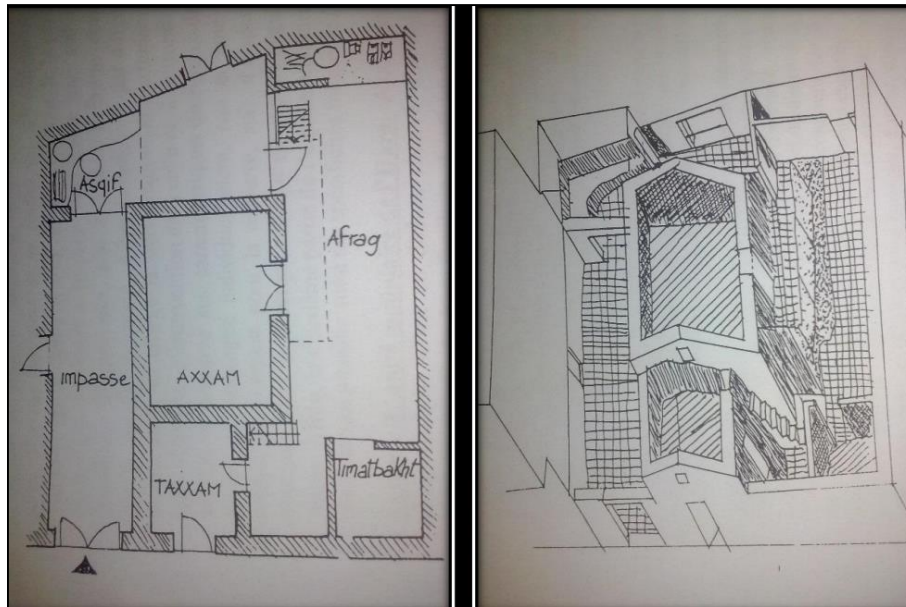 Asqif
Afrag
impasse
AXXAM
TAXXAM
Timatbakht